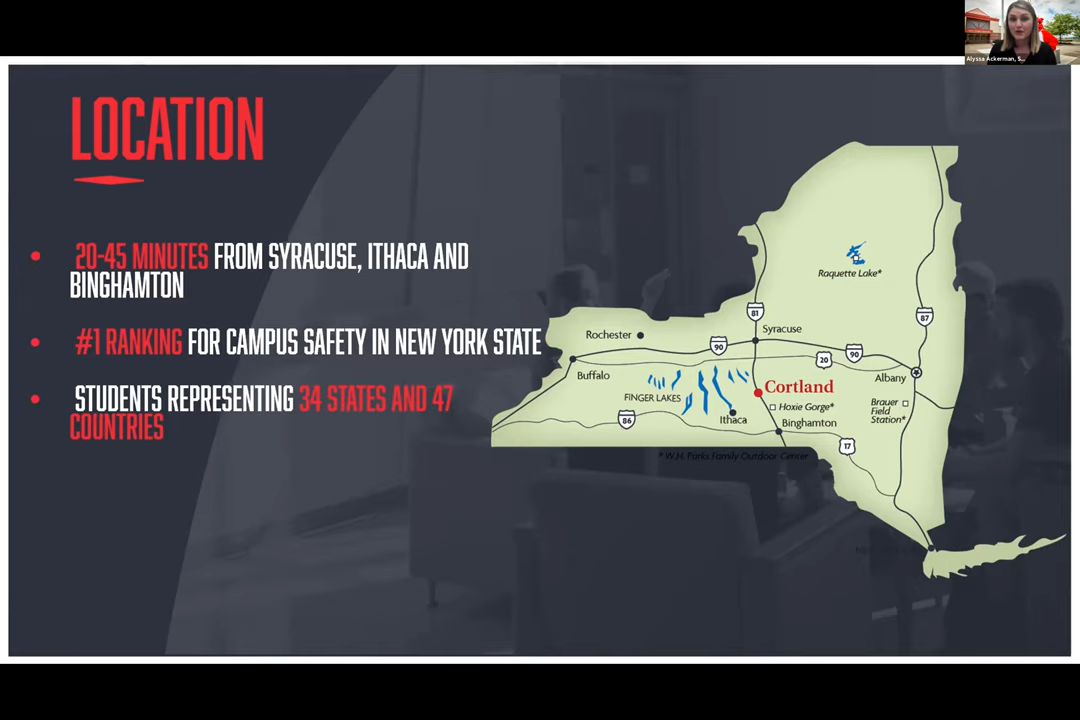 Alyssa Ackerman, S...
LOCATION
• 20-45 MINUTES FROM SYRACUSE, ITHACA AND
BINGHAMTON
• #1 RANKING FOR CAMPUS SAFETY IN NEW YORK STATE
• STUDENTS REPRESENTING 34 STATES AND 47
COUNTRIES
Raquette Lake*
81
87
Rochester
Syracuse
90
90
20
Buffalo
Albany
Cortland
FINGER LAKES
Hoxie Gorge*
Brauer
Field
Station*
Ithaca
Binghamton
86
17
* W.H. Parks Family Outdoor Center